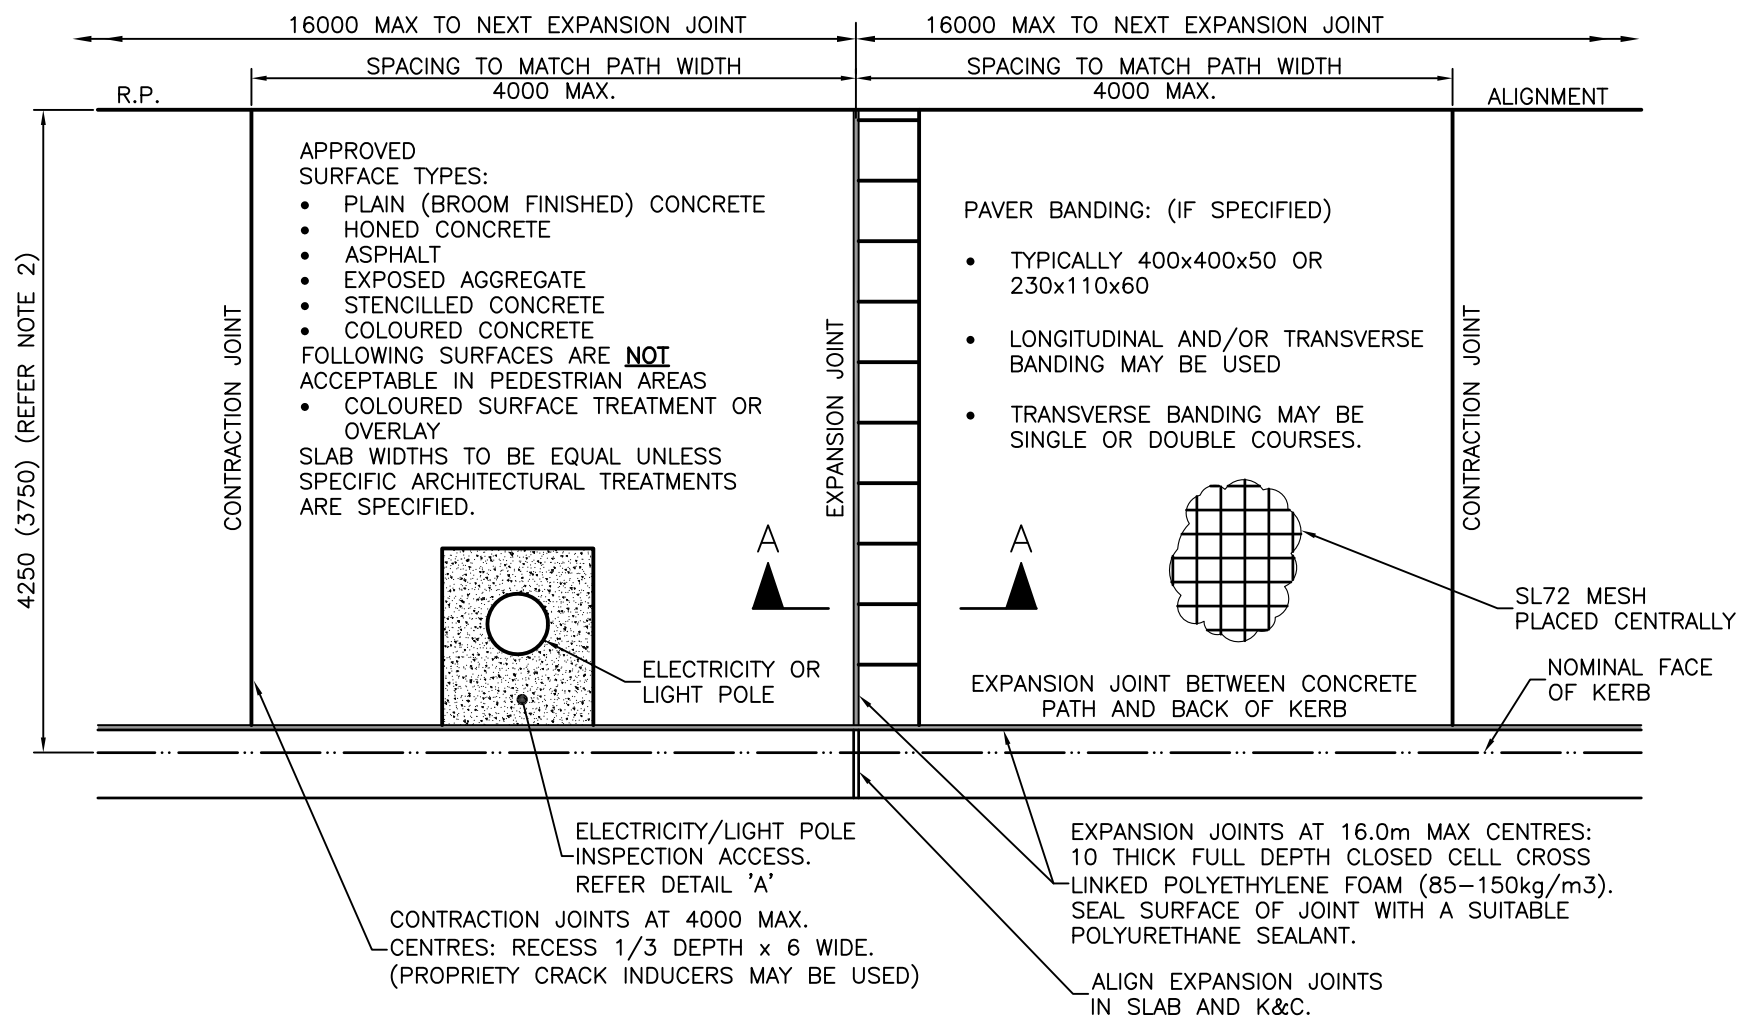 16000 MAX TO NEXT EXPANSION JOINT
16000 MAX TO NEXT EXPANSION JOINT
SPACING TO MATCH PATH WIDTH
4000 MAX.
SPACING TO MATCH PATH WIDTH
4000 MAX.
R.P.
ALIGNMENT
4250 (3750) (REFER NOTE 2)
CONTRACTION JOINT
APPROVED
SURFACE TYPES:
• PLAIN (BROOM FINISHED) CONCRETE
• HONED CONCRETE
• ASPHALT
• EXPOSED AGGREGATE
• STENCILLED CONCRETE
• COLOURED CONCRETE
FOLLOWING SURFACES ARE NOT
ACCEPTABLE IN PEDESTRIAN AREAS
• COLOURED SURFACE TREATMENT OR
OVERLAY
SLAB WIDTHS TO BE EQUAL UNLESS
SPECIFIC ARCHITECTURAL TREATMENTS
ARE SPECIFIED.
EXPANSION JOINT
PAVER BANDING: (IF SPECIFIED)
• TYPICALLY 400x400x50 OR
230x110x60
• LONGITUDINAL AND/OR TRANSVERSE
BANDING MAY BE USED
• TRANSVERSE BANDING MAY BE
SINGLE OR DOUBLE COURSES.
CONTRACTION JOINT
A
A
SL72 MESH
PLACED CENTRALLY
ELECTRICITY OR
LIGHT POLE
EXPANSION JOINT BETWEEN CONCRETE
PATH AND BACK OF KERB
NOMINAL FACE
OF KERB
ELECTRICITY/LIGHT POLE
INSPECTION ACCESS.
REFER DETAIL 'A'
EXPANSION JOINTS AT 16.0m MAX CENTRES:
10 THICK FULL DEPTH CLOSED CELL CROSS
LINKED POLYETHYLENE FOAM (85-150kg/m3).
SEAL SURFACE OF JOINT WITH A SUITABLE
POLYURETHANE SEALANT.
CONTRACTION JOINTS AT 4000 MAX.
CENTRES: RECESS 1/3 DEPTH x 6 WIDE.
(PROPRIETY CRACK INDUCERS MAY BE USED)
ALIGN EXPANSION JOINTS
IN SLAB AND K&C.